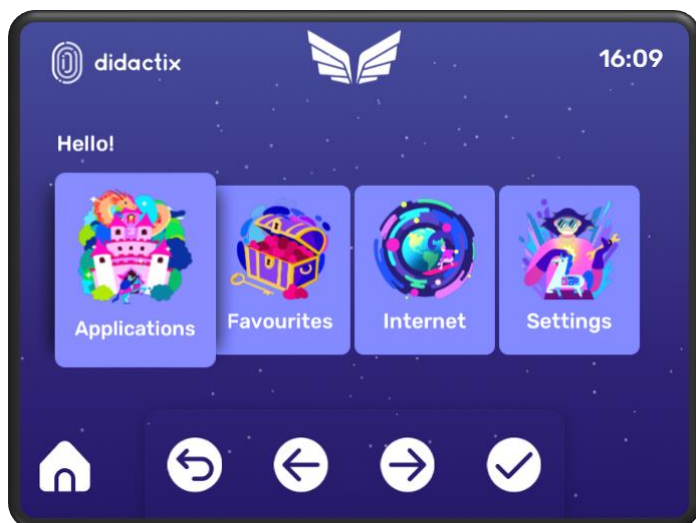 didactix
16:09
Hello!
Applications
Favourites
Internet
Settings